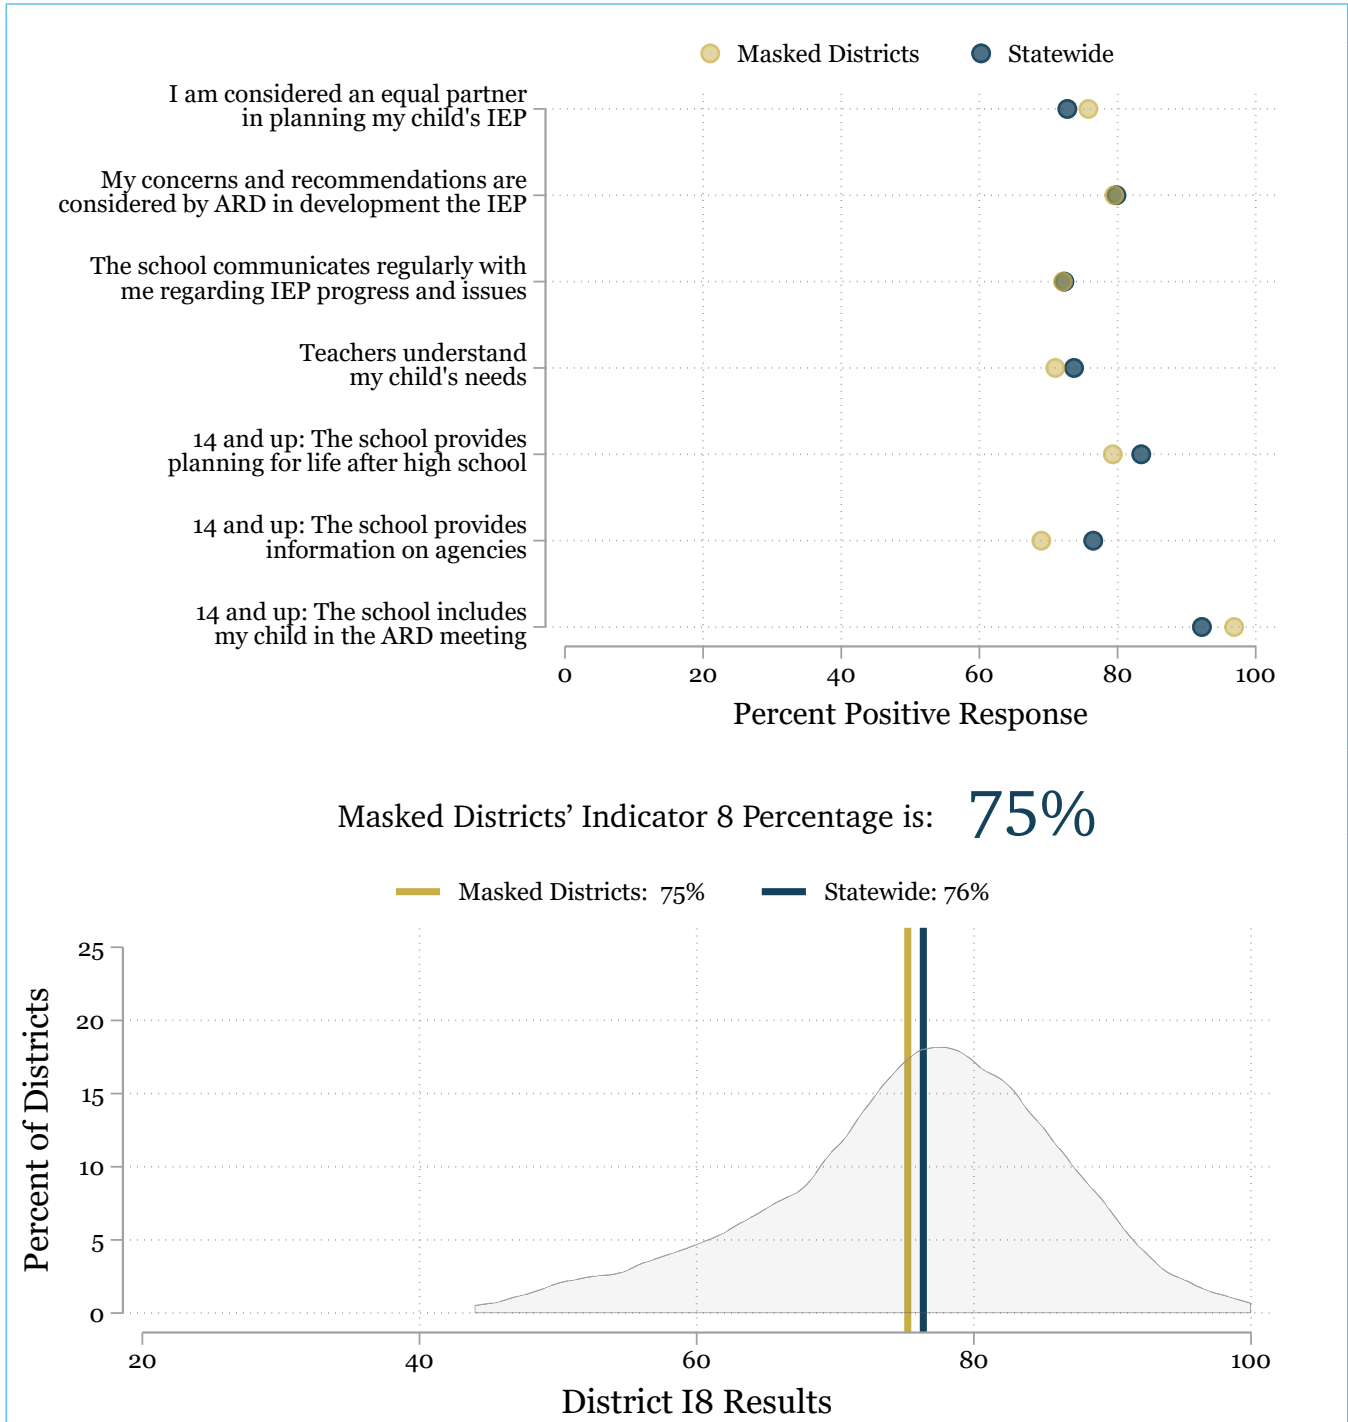 Masked Districts
Statewide
I am considered an equal partner
in planning my child's IEP
My concerns and recommendations are
considered by ARD in development the IEP
The school communicates regularly with
me regarding IEP progress and issues
Teachers understand
my child's needs
14 and up: The school provides
planning for life after high school
14 and up: The school provides
information on agencies
14 and up: The school includes
my child in the ARD meeting
0 20 40 60 80 100
Percent Positive Response
Masked Districts’ Indicator 8 Percentage is: 75%
Masked Districts: 75% Statewide: 76%
25
20
15
10
5
0
Percent of Districts
20 40 60 80 100
District I8 Results